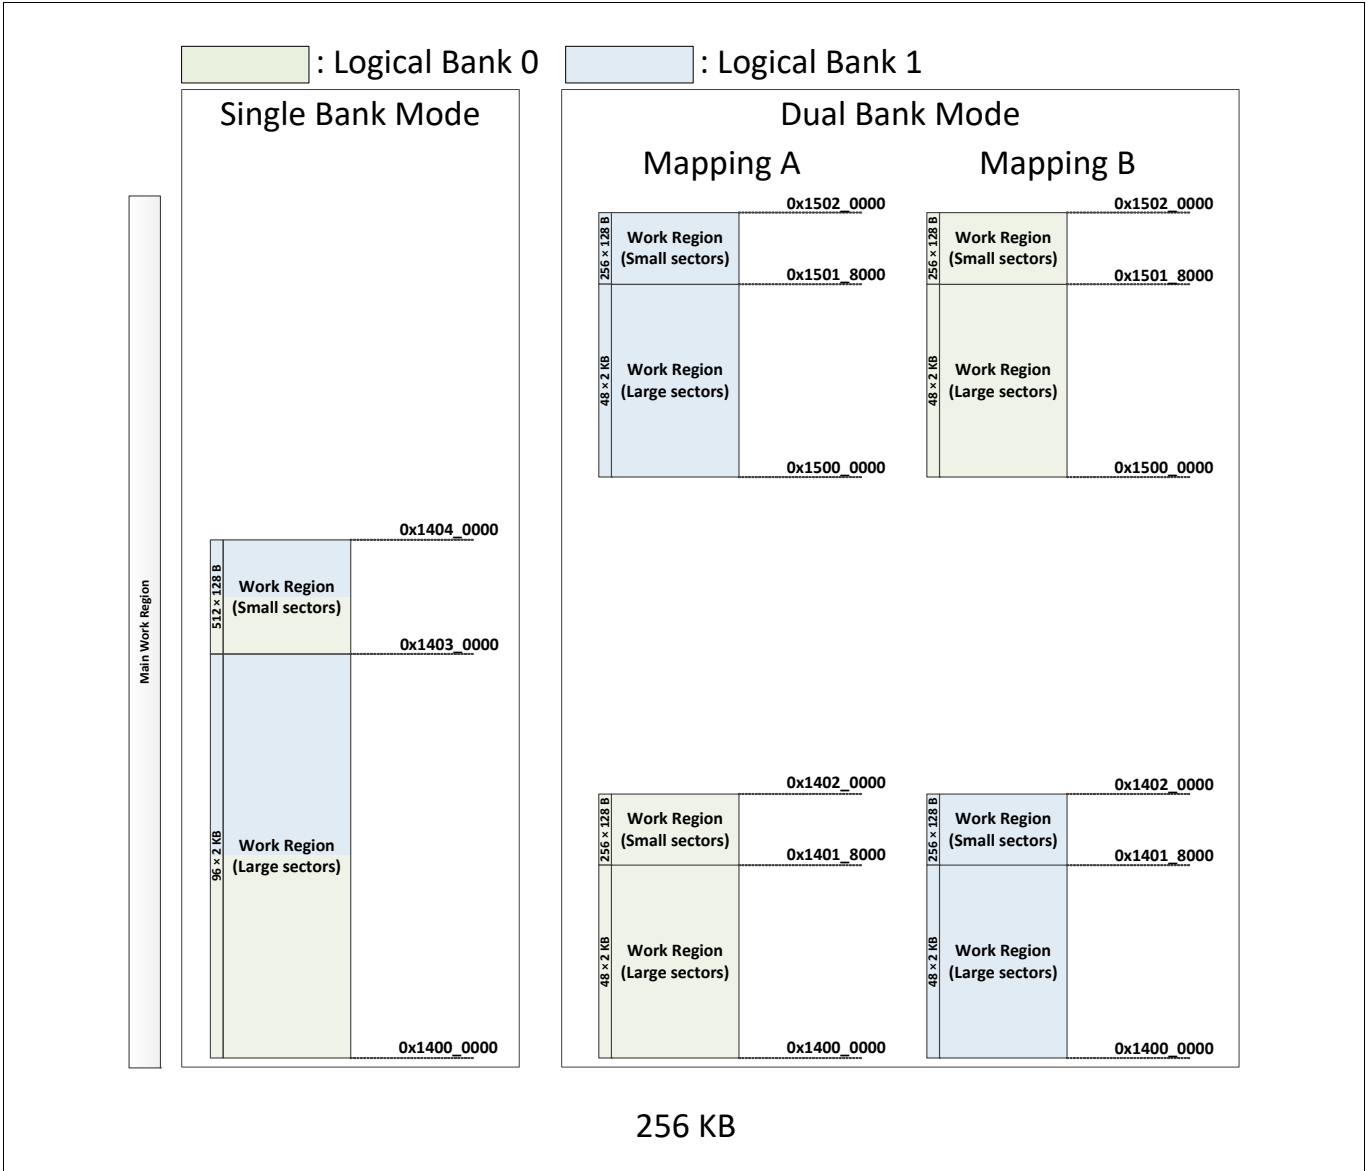 : Logical Bank 0
: Logical Bank 1
Single Bank Mode
Main Work Region
0x1404_0000
512 × 128 B
Work Region
(Small sectors)
0x1403_0000
96 × 2 KB
Work Region
(Large sectors)
0x1400_0000
Dual Bank Mode
Mapping A
0x1502_0000
256 × 128 B
Work Region
(Small sectors)
0x1501_8000
48 × 2 KB
Work Region
(Large sectors)
0x1500_0000
0x1402_0000
256 × 128 B
Work Region
(Small sectors)
0x1401_8000
48 × 2 KB
Work Region
(Large sectors)
0x1400_0000
Mapping B
0x1502_0000
256 × 128 B
Work Region
(Small sectors)
0x1501_8000
48 × 2 KB
Work Region
(Large sectors)
0x1500_0000
0x1402_0000
256 × 128 B
Work Region
(Small sectors)
0x1401_8000
48 × 2 KB
Work Region
(Large sectors)
0x1400_0000
256 KB